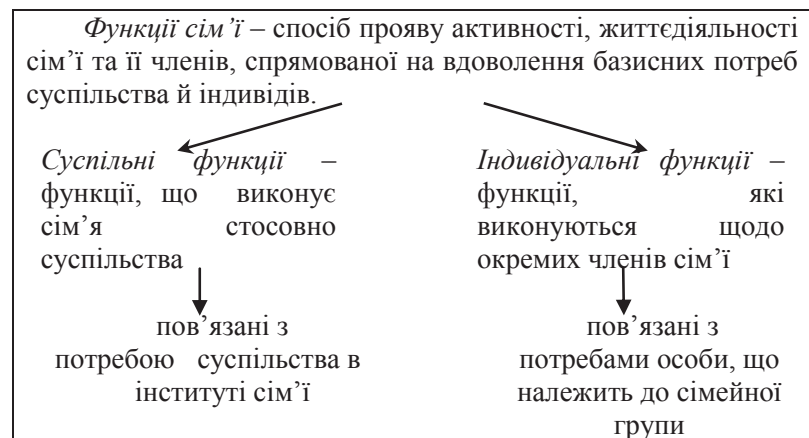 Функції сім’ї – спосіб прояву активності, життєдіяльності
сім’ї та її членів, спрямованої на вдоволення базисних потреб
суспільства й індивідів.
Суспільні функції –
функції, що виконує
сім’я стосовно
суспільства
пов’язані з
потребою суспільства в
інституті сім’ї
Індивідуальні функції –
функції, які
виконуються щодо
окремих членів сім’ї
пов’язані з
потребами особи, що
належить до сімейної
групи